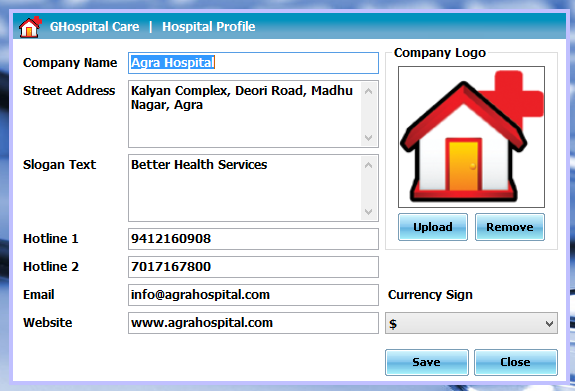 GHospital Care | Hospital Profile
Company Name Agra Hospital
Company Logo
Street Address Kalyan Complex, Deori Road, Madhu
Nagar, Agra
Slogan Text Better Health Services
Upload Remove
Hotline 1 9412160908
Hotline 2 7017167800
Email info@agrahospital.com Currency Sign
Website www.agrahospital.com $
Save Close